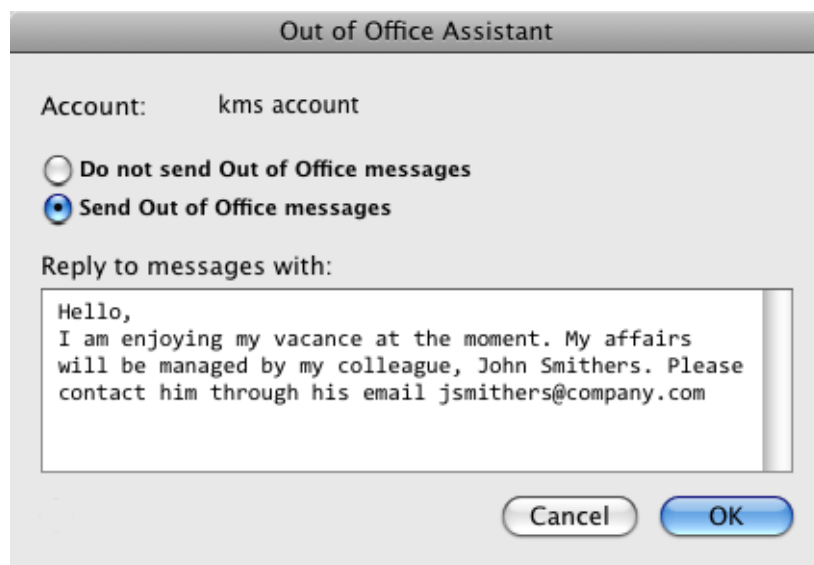 Out of Office Assistant
Account: kms account
Do not send Out of Office messages
Send Out of Office messages
Reply to messages with:
Hello,
I am enjoying my vacance at the moment. My affairs
will be managed by my colleague, John Smithers. Please
contact him through his email jsmithers@company.com
Cancel OK